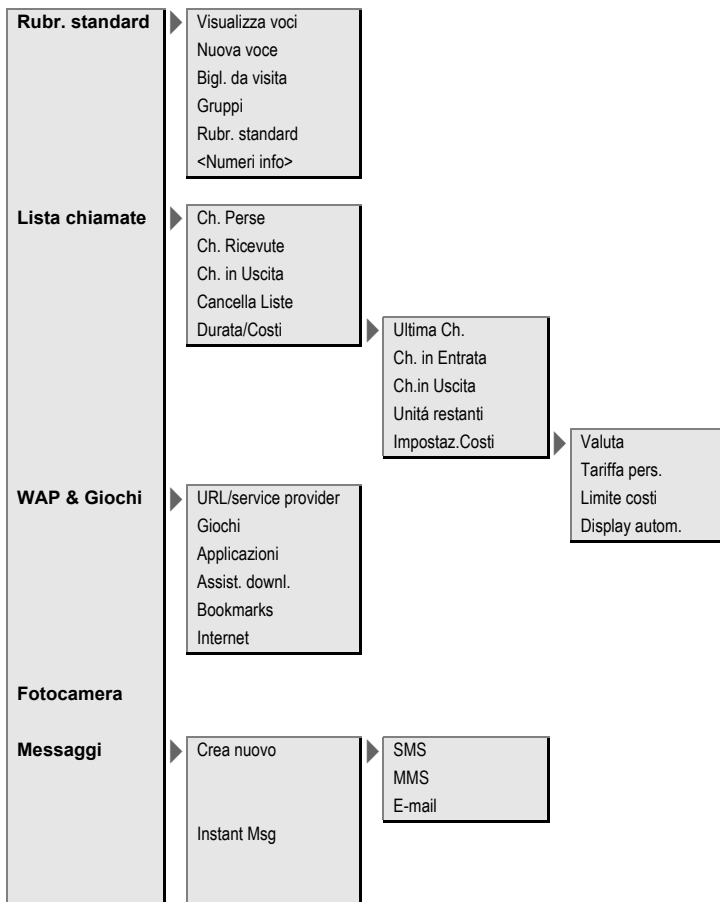 Rubr. standard
Visualizza voci
Nuova voce
Bigl. da visita
Gruppi
Rubr. standard
<Numeri info>
Lista chiamate
Ch. Perse
Ch. Ricevute
Ch. in Uscita
Cancella Liste
Durata/Costi
Ultima Ch.
Ch. in Entrata
Ch.in Uscita
Unitá restanti
Impostaz.Costi
Valuta
Tariffa pers.
Limite costi
Display autom.
WAP & Giochi
URL/service provider
Giochi
Applicazioni
Assist. downl.
Bookmarks
Internet
Fotocamera
Messaggi
Crea nuovo
SMS
MMS
E-mail
Instant Msg